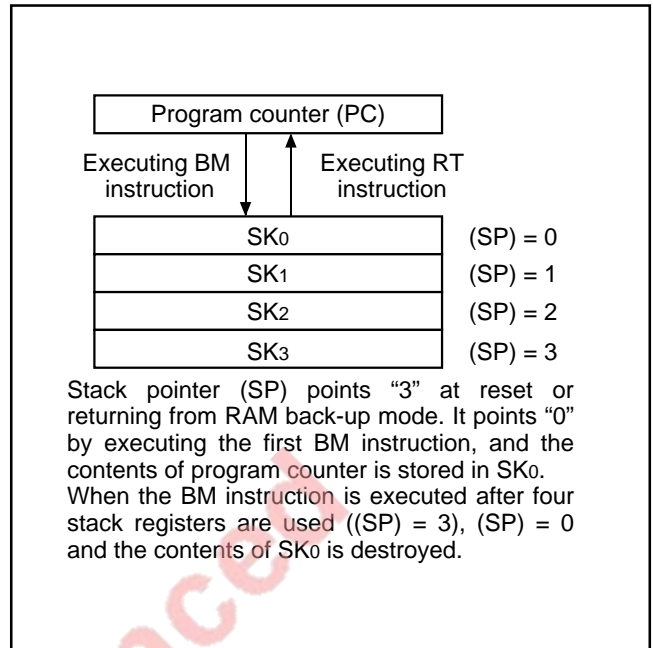 Program counter (PC)
Executing BM
instruction
Executing RT
instruction
SK0 (SP) = 0
SK1 (SP) = 1
SK2 (SP) = 2
SK3 (SP) = 3
Stack pointer (SP) points “3” at reset or
returning from RAM back-up mode. It points “0”
by executing the first BM instruction, and the
contents of program counter is stored in SK0.
When the BM instruction is executed after four
stack registers are used ((SP) = 3), (SP) = 0
and the contents of SK0 is destroyed.
nced